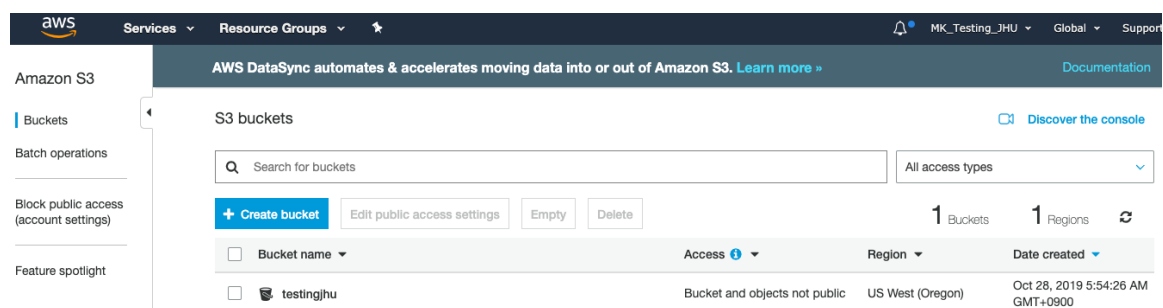 aws
Services
Resource Groups
MK_Testing_JHU
Global
Support
Amazon S3
Buckets
Batch operations
Block public access
(account settings)
Feature spotlight
AWS DataSync automates & accelerates moving data into or out of Amazon S3. Learn more »
Documentation
S3 buckets
Discover the console
Search for buckets
All access types
+ Create bucket
Edit public access settings
Empty
Delete
1 Buckets
1 Regions
Bucket name
Access
Region
Date created
testingjhu
Bucket and objects not public
US West (Oregon)
Oct 28, 2019 5:54:26 AM
GMT+0900